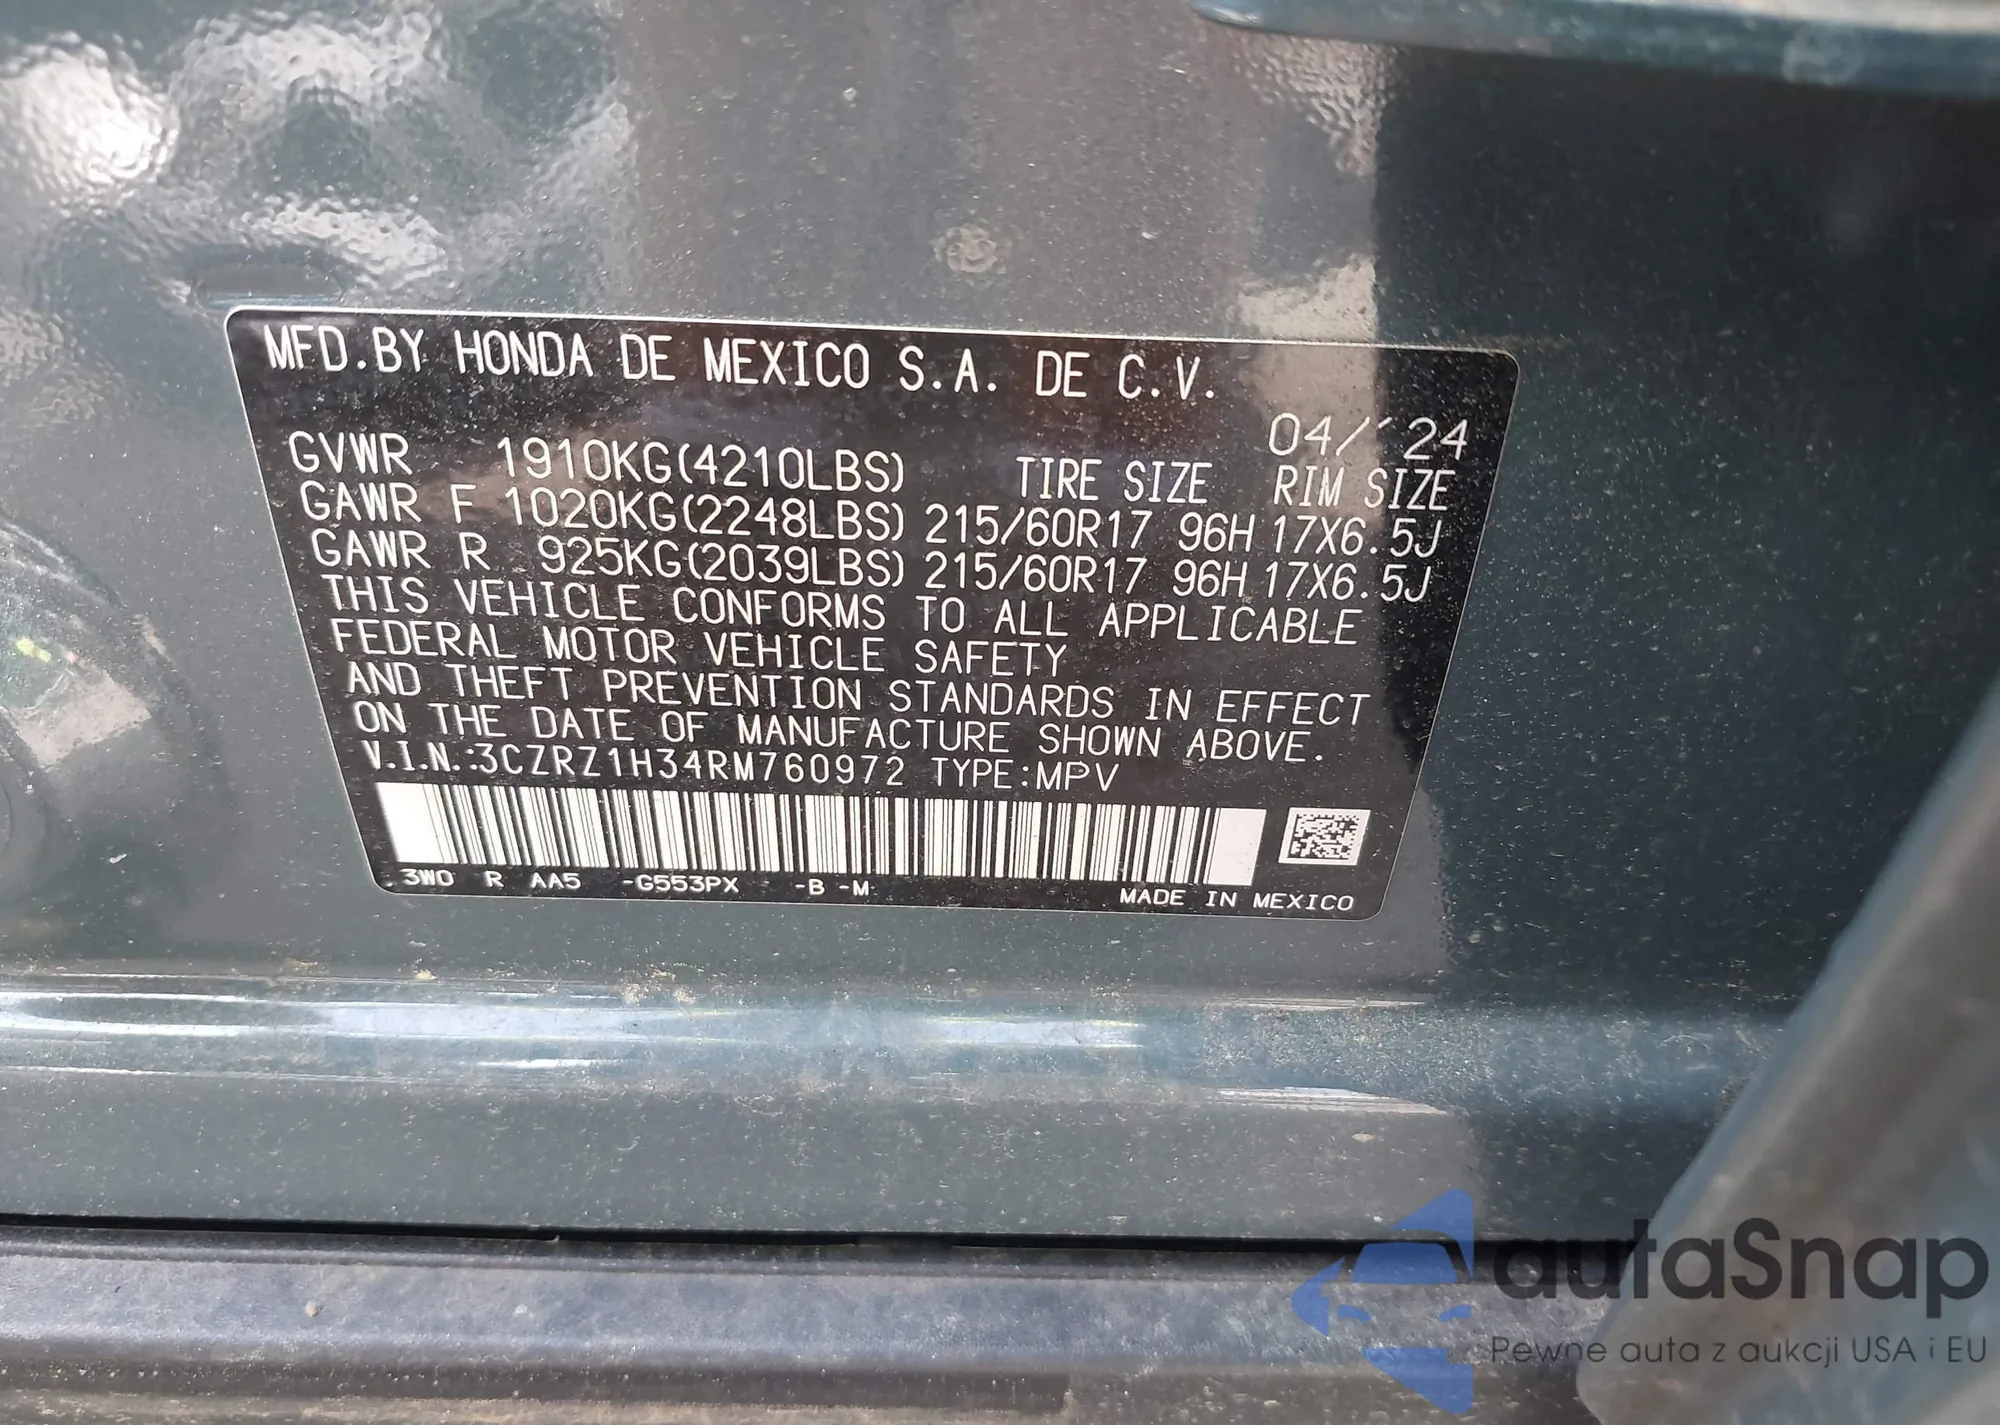 MFD.BY HONDA DE MEXICO S.A. DE C.V.
04/'24
GVWR 1910KG(4210LBS) TIRE SIZE RIM SIZE
GAWR F 1020KG(2248LBS) 215/60R17 96H 17X6.5J
GAWR R 925KG(2039LBS) 215/60R17 96H 17X6.5J
THIS VEHICLE CONFORMS TO ALL APPLICABLE
FEDERAL MOTOR VEHICLE SAFETY
AND THEFT PREVENTION STANDARDS IN EFFECT
ON THE DATE OF MANUFACTURE SHOWN ABOVE.
V.I.N.:3CZRZ1H34RM760972 TYPE:MPV
3W0 R AA5 -G553PX -B -M
MADE IN MEXICO
autaSnap
Pewne auta z aukcji USA i EU